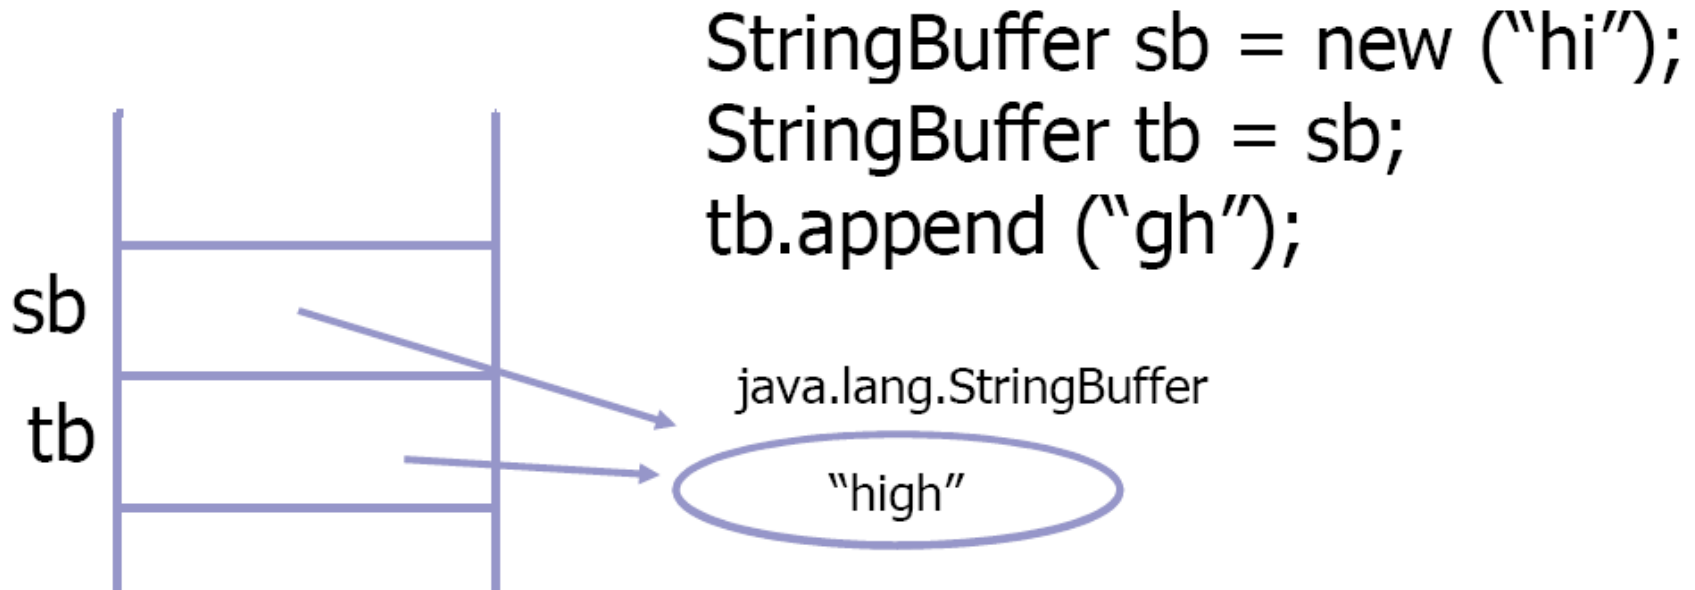 StringBuffer sb = new (“hi”);
StringBuffer tb = sb;
tb.append (“gh”);
sb
java.lang.StringBuffer
tb
“high”